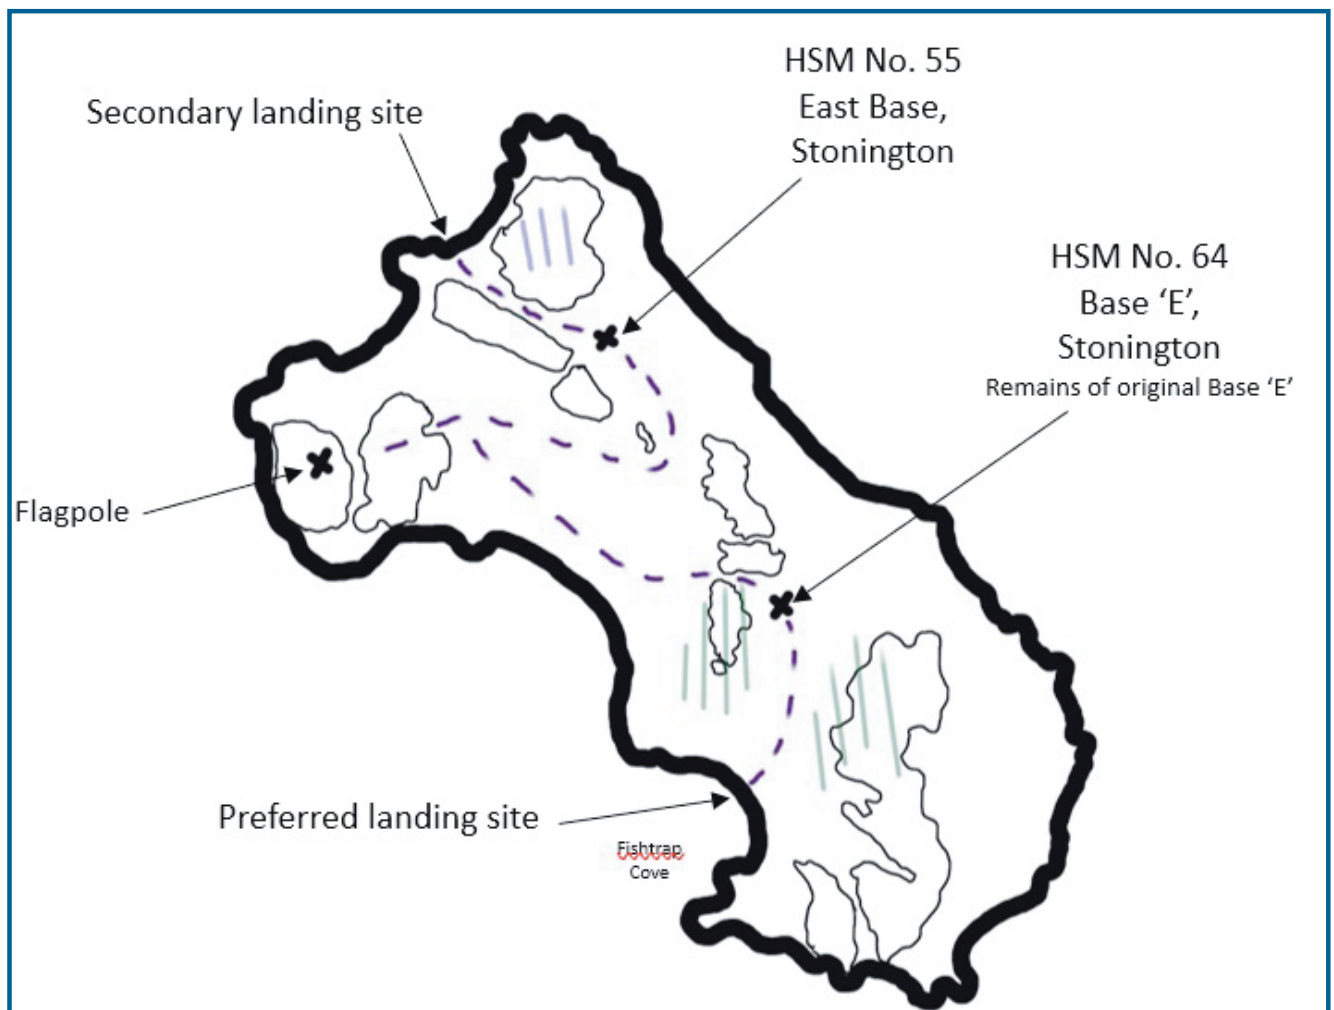 HSM No. 55
East Base,
Stonington
Secondary landing site
HSM No. 64
Base ‘E’,
Stonington
Remains of original Base ‘E’
Flagpole
Preferred landing site
Fishtrap
Cove